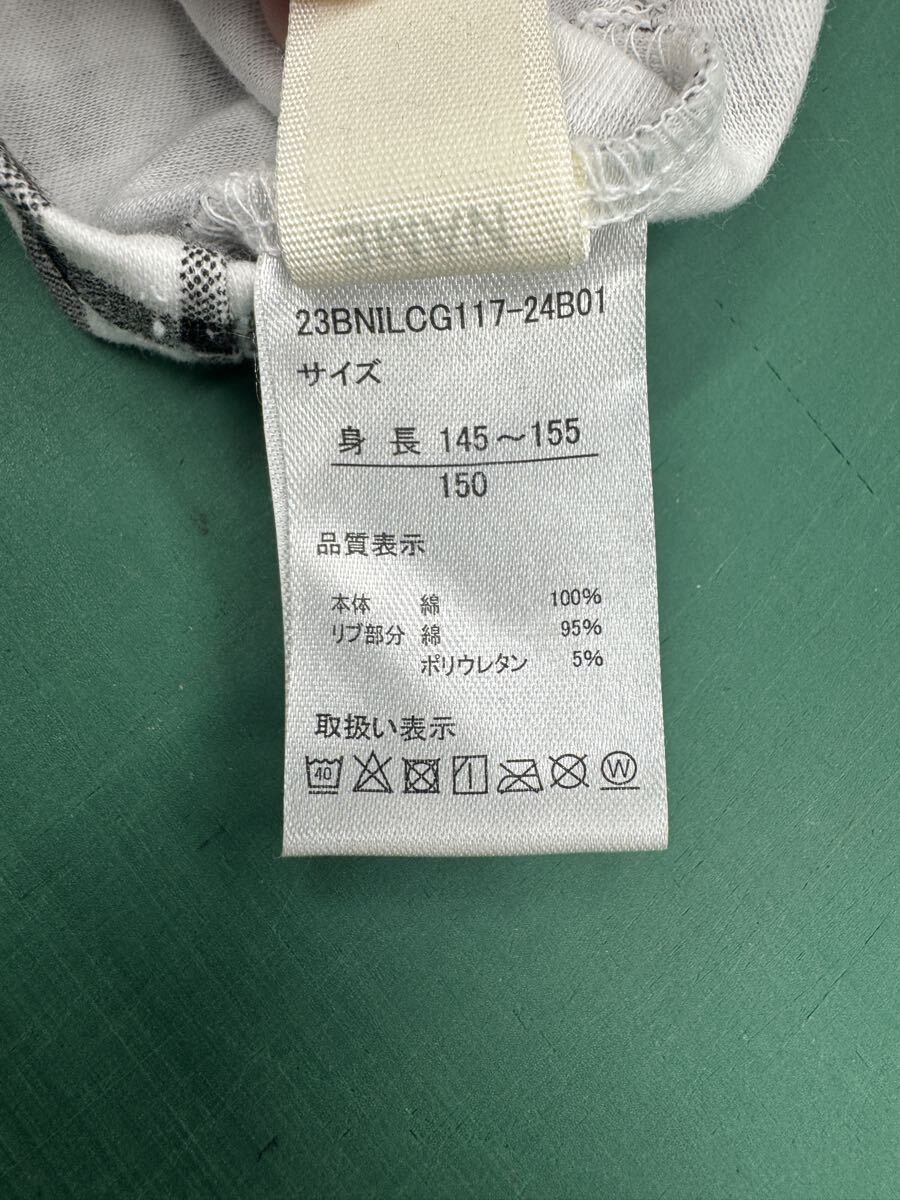 23BNILCG117-24B01
サイズ
身長 145～155
150
品質表示
本体 綿 100%
リブ部分 綿 95%
ポリウレタン 5%
取扱い表示
40
W